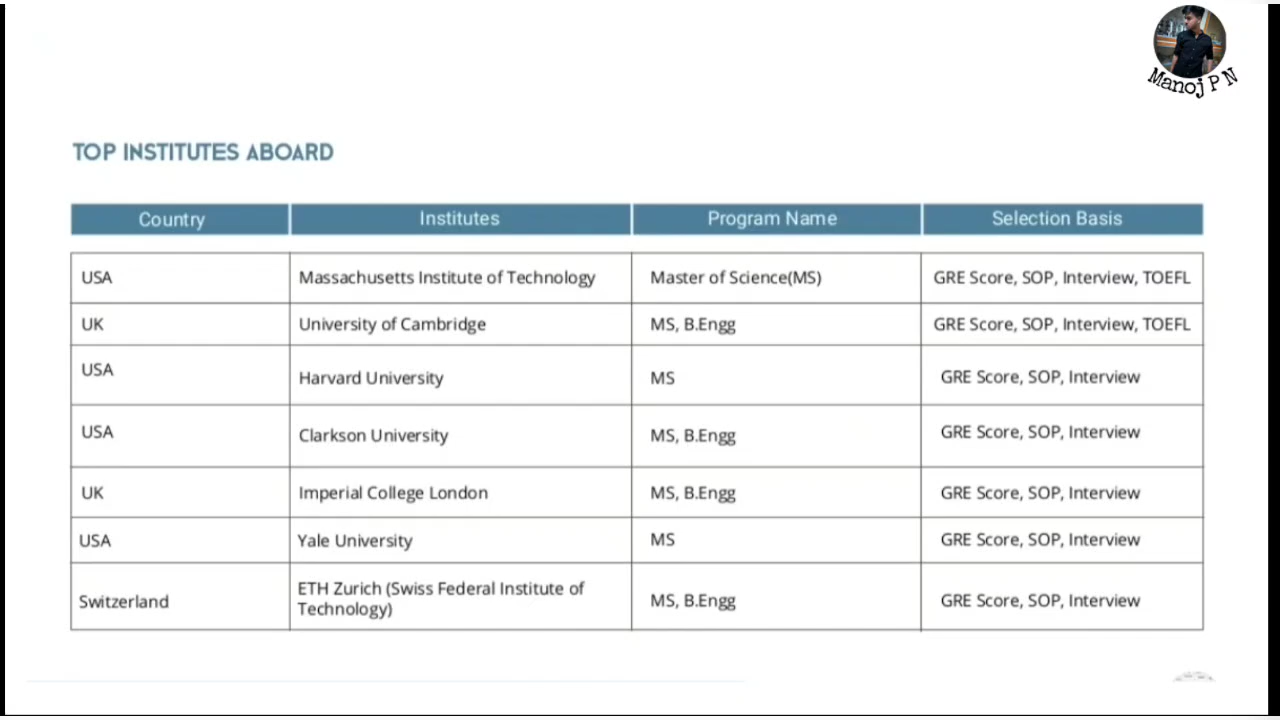 Manoj P N
TOP INSTITUTES ABOARD
Country Institutes Program Name Selection Basis
USA Massachusetts Institute of Technology Master of Science(MS) GRE Score, SOP, Interview, TOEFL
UK University of Cambridge MS, B.Engg GRE Score, SOP, Interview, TOEFL
USA Harvard University MS GRE Score, SOP, Interview
USA Clarkson University MS, B.Engg GRE Score, SOP, Interview
UK Imperial College London MS, B.Engg GRE Score, SOP, Interview
USA Yale University MS GRE Score, SOP, Interview
Switzerland ETH Zurich (Swiss Federal Institute of
Technology) MS, B.Engg GRE Score, SOP, Interview